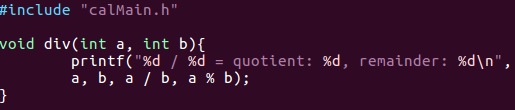 #include "calMain.h"
void div(int a, int b){
        printf("%d / %d = quotient: %d, remainder: %d\n",
        a, b, a / b, a % b);
}